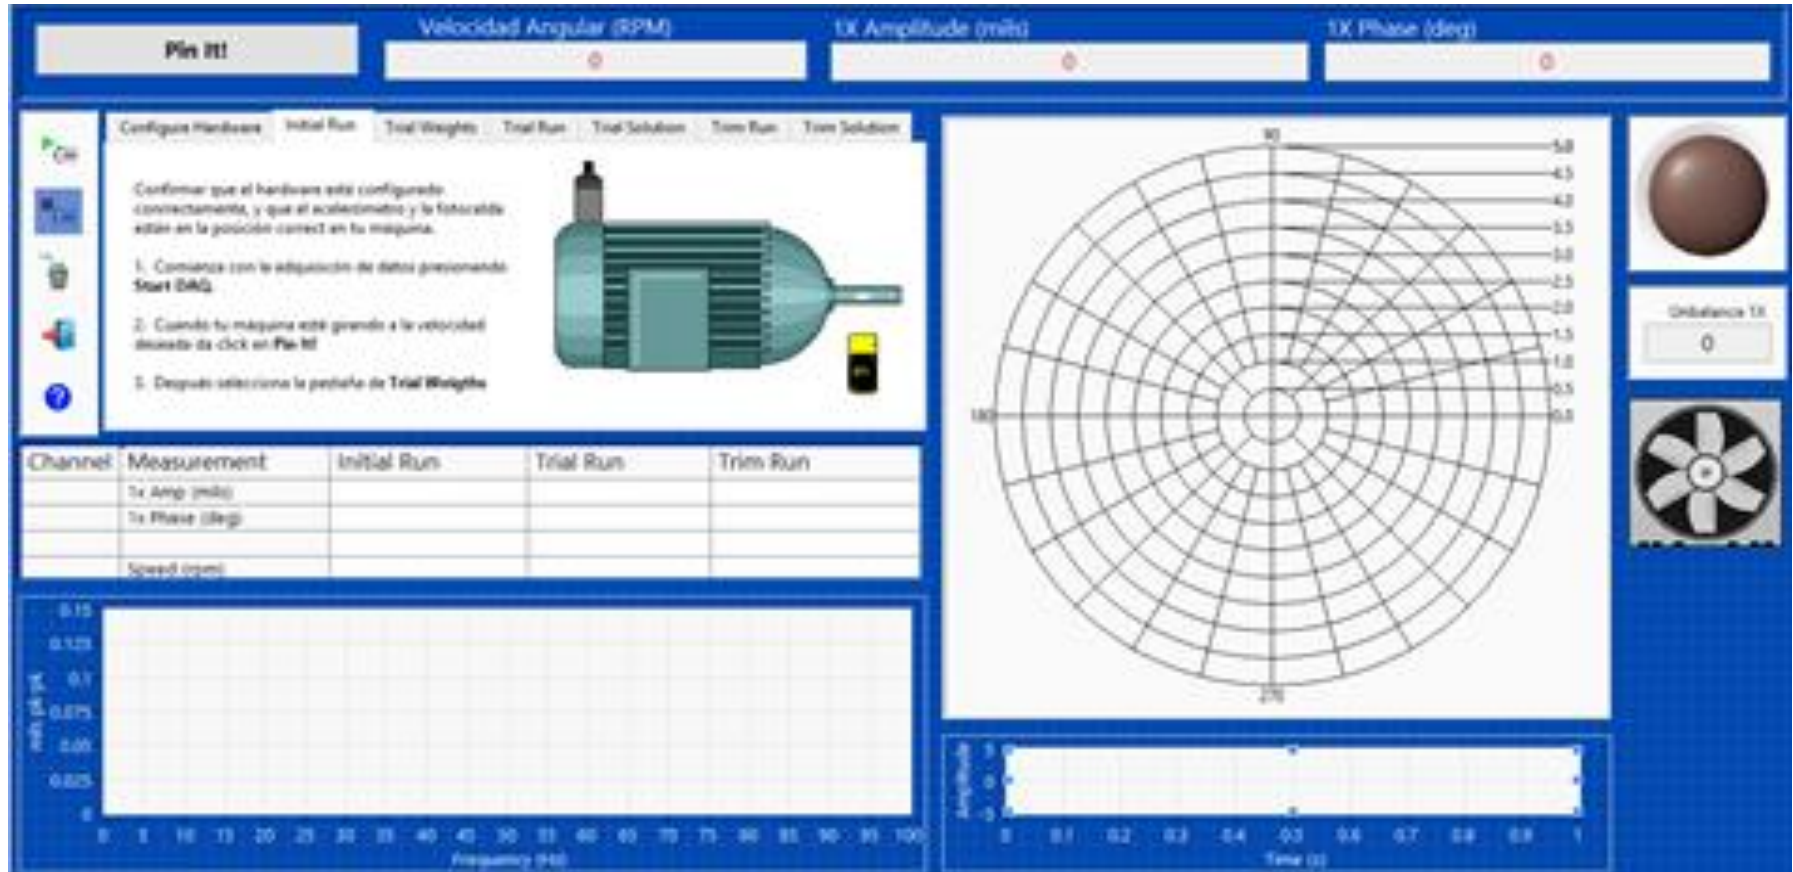 Pin It!
Velocidad Angular (RPM)
0
1X Amplitude (mils)
0
1X Phase (deg)
0
Configure Hardware
Initial Run
Trial Weights
Trial Run
Trial Solution
Trim Run
Trim Solution
Confirmar que el hardware esté configurado
conrrectamente, y que el acelerómetro y la fotocelda
están en la posición correct en tu máquina.
1. Comienza con la adquisición de datos presionando
Start DAQ.
2. Cuando tu máquina esté girando a la velocidad
deseada da click en Pin It!
3. Después selecciona la pestaña de Trial Weigths
Channel Measurement Initial Run Trial Run Trim Run
1x Amp (mils)
1x Phase (deg)
Speed (rpm)
0.15
0.125
0.1
0.075
0.05
0.025
0
mils pk-pk
0 5 10 15 20 25 30 35 40 45 50 55 60 65 70 75 80 85 90 95 100
Frequency (Hz)
90
180
270
5.0
4.5
4.0
3.5
3.0
2.5
2.0
1.5
1.0
0.5
0.0
Unbalance 1X
0
Amplitude
5
0
-5
0 0.1 0.2 0.3 0.4 0.5 0.6 0.7 0.8 0.9 1
Time (s)